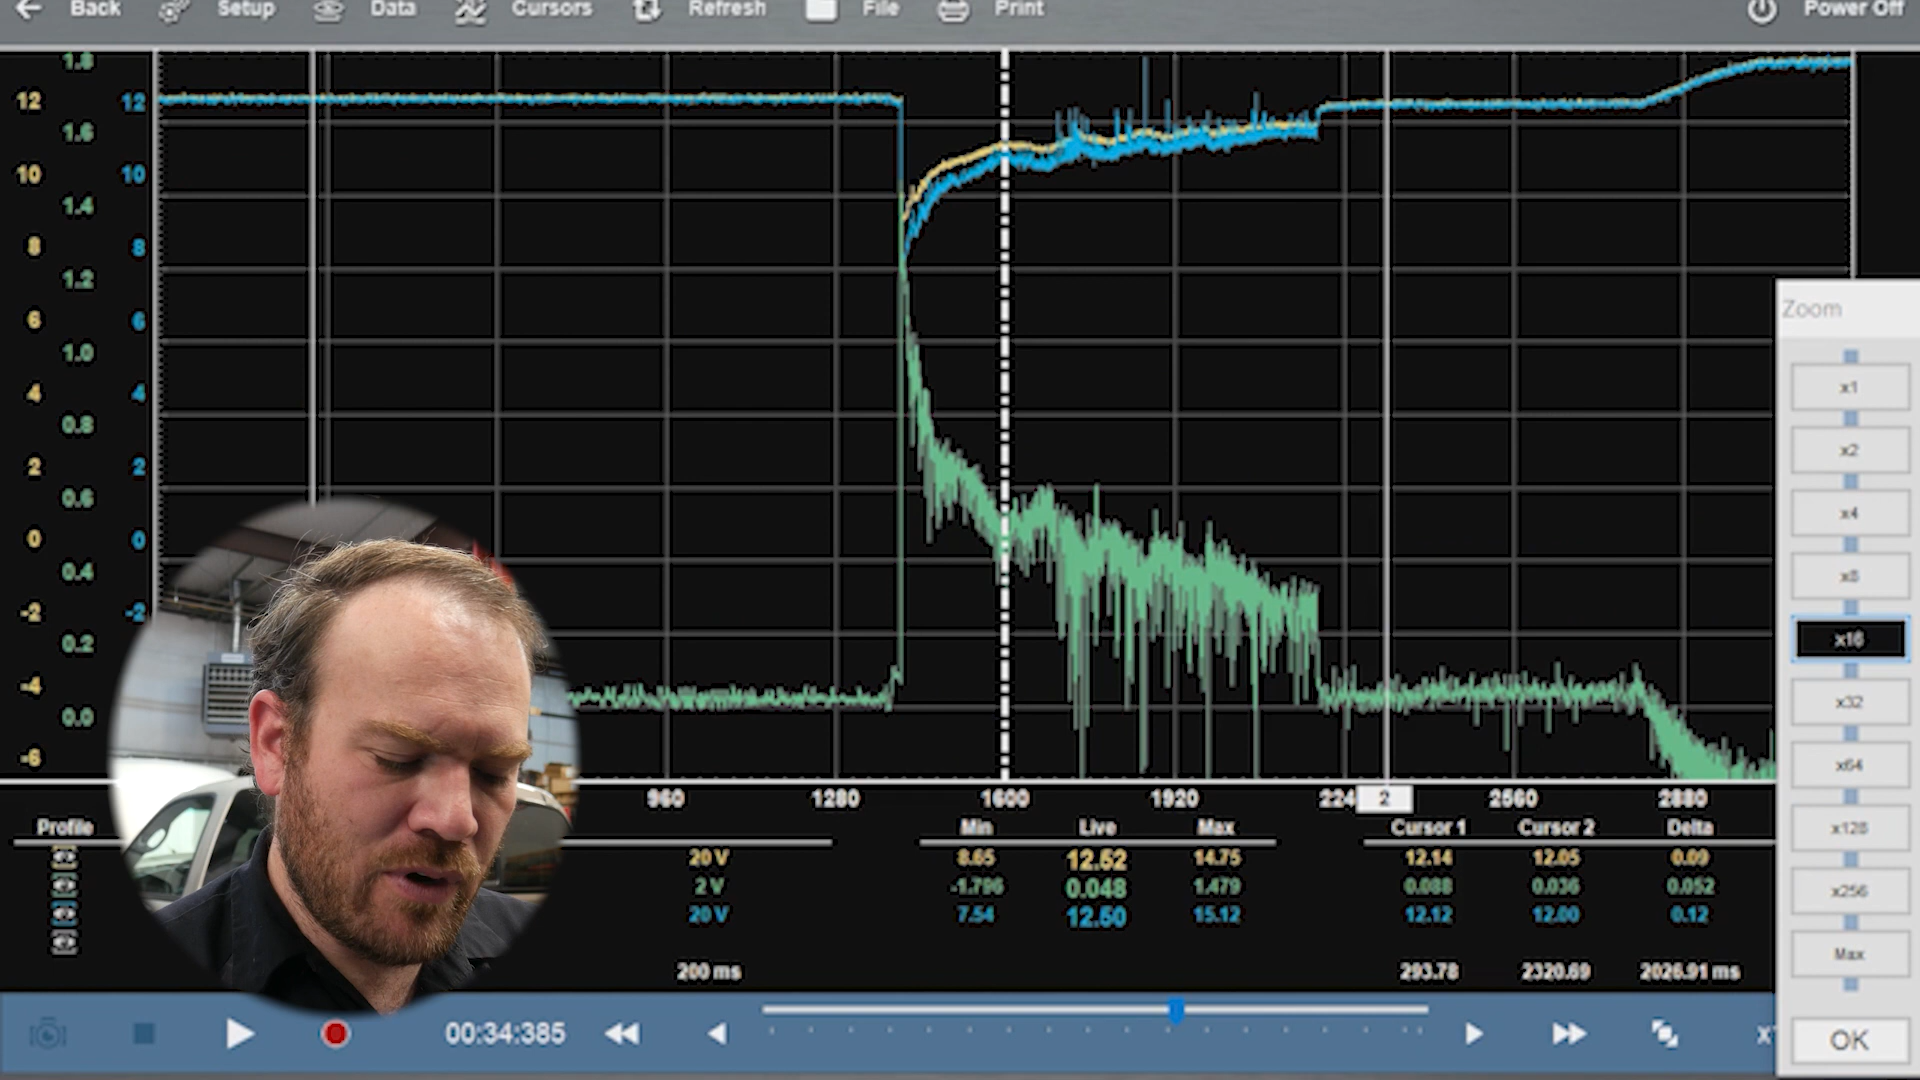 Back Setup Data Cursors Refresh File Print Power Off
1.8
12 12
1.6
10 10
1.4
8 8
1.2
6 6
1.0
4 4
0.8
2 2
0.6
0 0
0.4
-2 -2
0.2
-4
0.0
-6
960 1280 1600 1920 224 2 2560 2880
Profile Min Live Max Cursor 1 Cursor 2 Delta
20 V 8.65 12.52 14.75 12.14 12.05 0.09
2 V -1.796 0.048 1.479 0.088 0.036 0.052
20 V 7.54 12.50 15.12 12.12 12.00 0.12
200 ms 293.78 2320.69 2026.91 ms
00:34:385
Zoom
x1
x2
x4
x8
x16
x32
x64
x128
x256
Max
OK